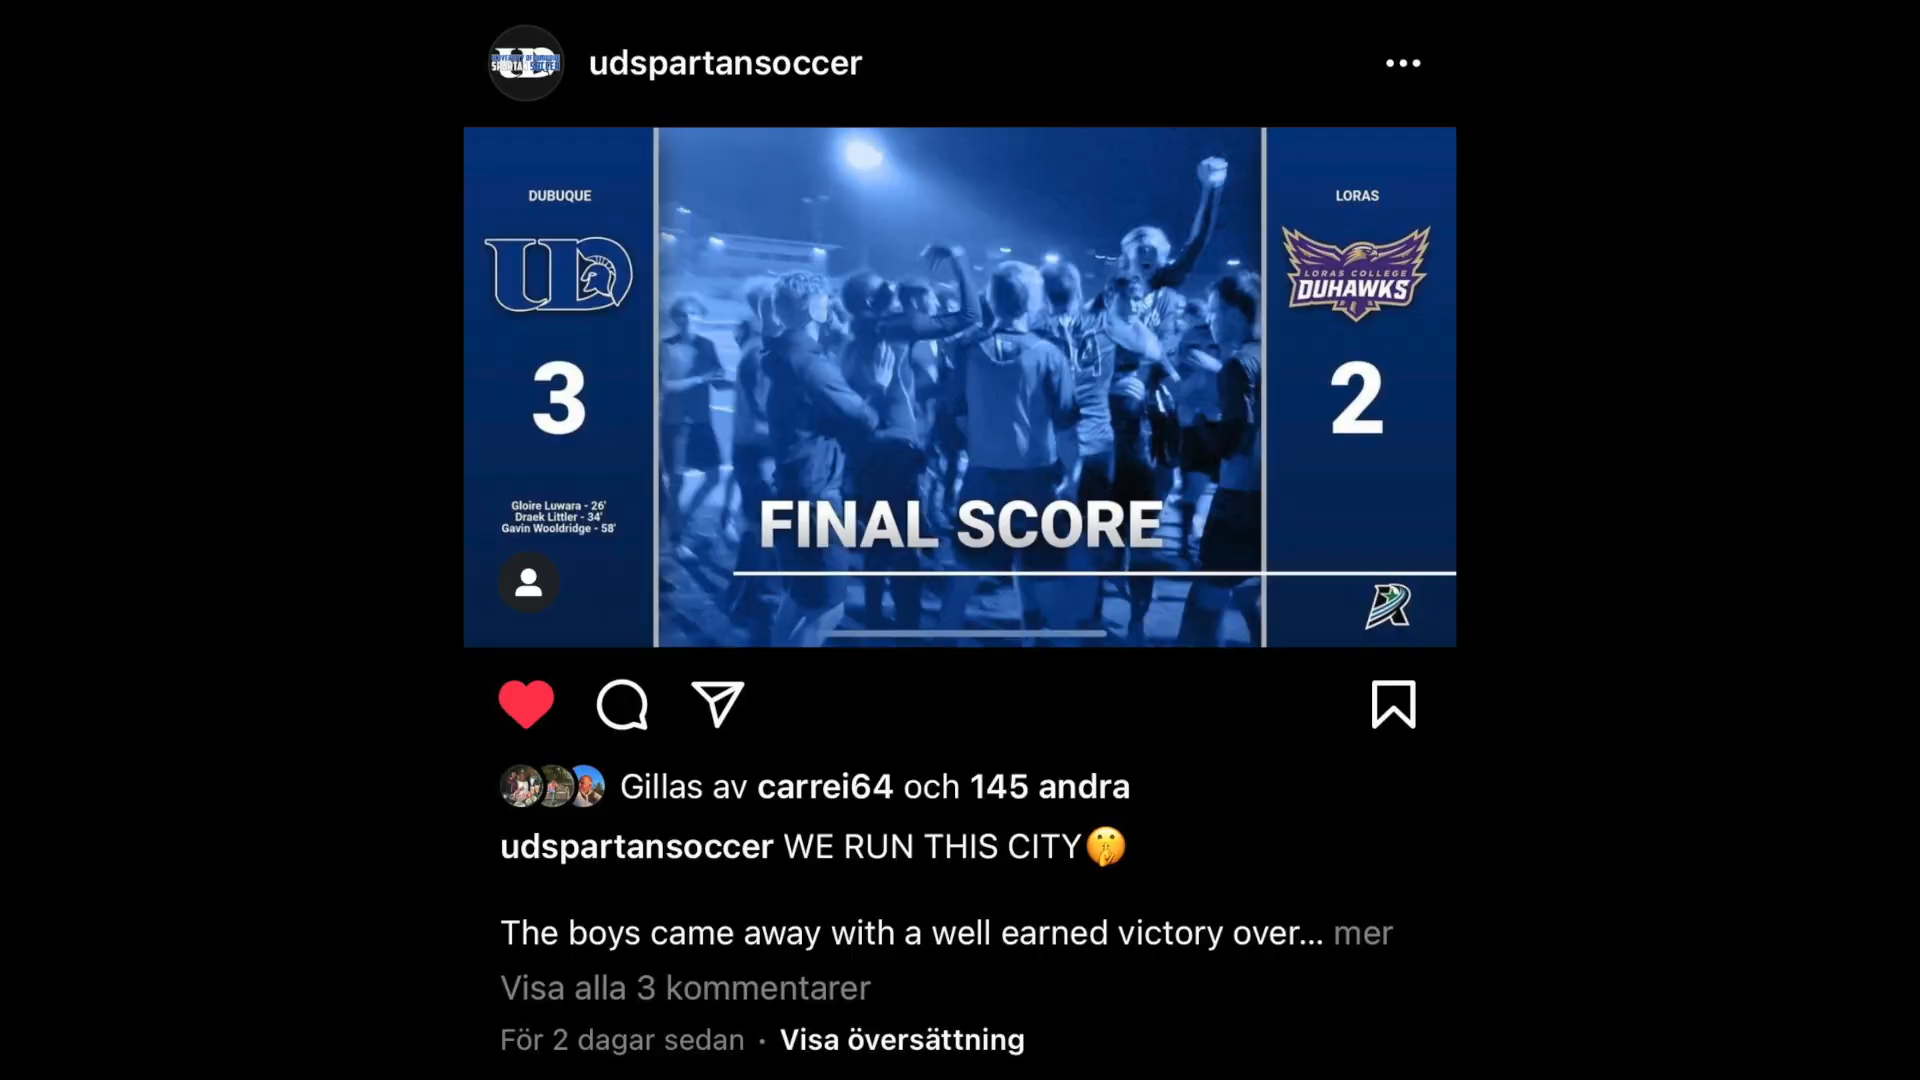 udspartansoccer
DUBUQUE
UD
3
Gloire Luwara - 26'
Draek Littler - 34'
Gavin Wooldridge - 58'
FINAL SCORE
LORAS
LORAS COLLEGE
DUHAWKS
2
Gillas av carrei64 och 145 andra
udspartansoccer WE RUN THIS CITY🤫
The boys came away with a well earned victory over... mer
Visa alla 3 kommentarer
För 2 dagar sedan · Visa översättning